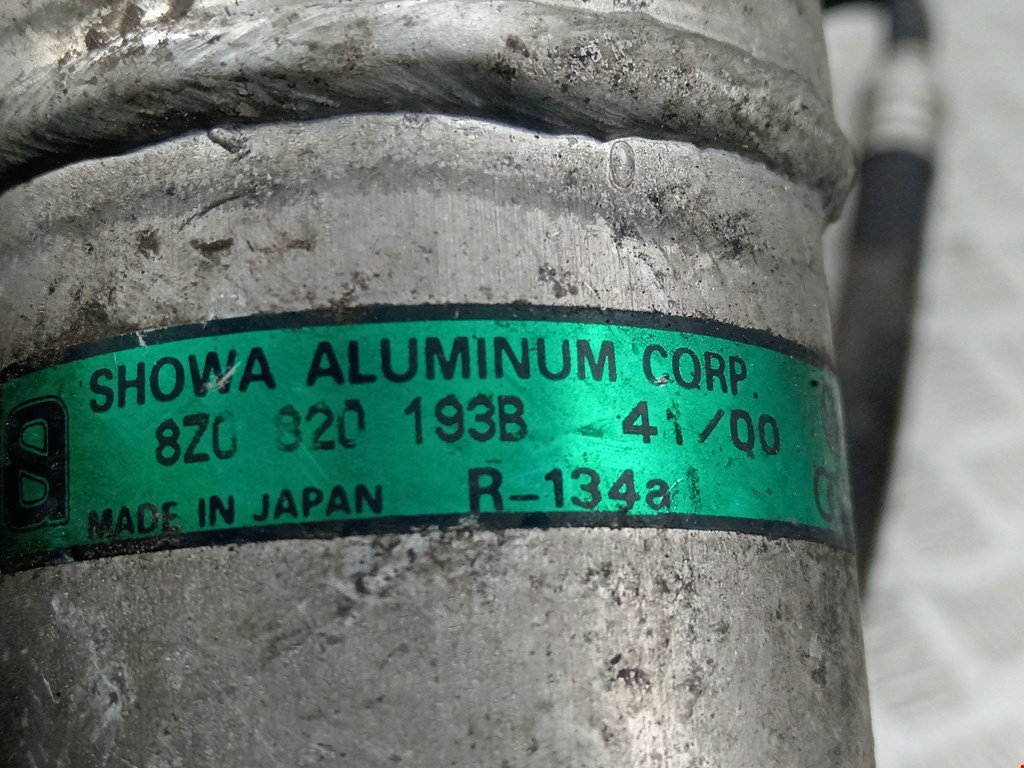 SHOWA ALUMINUM CORP.
8Z0 820 193B 41/00
MADE IN JAPAN R-134a